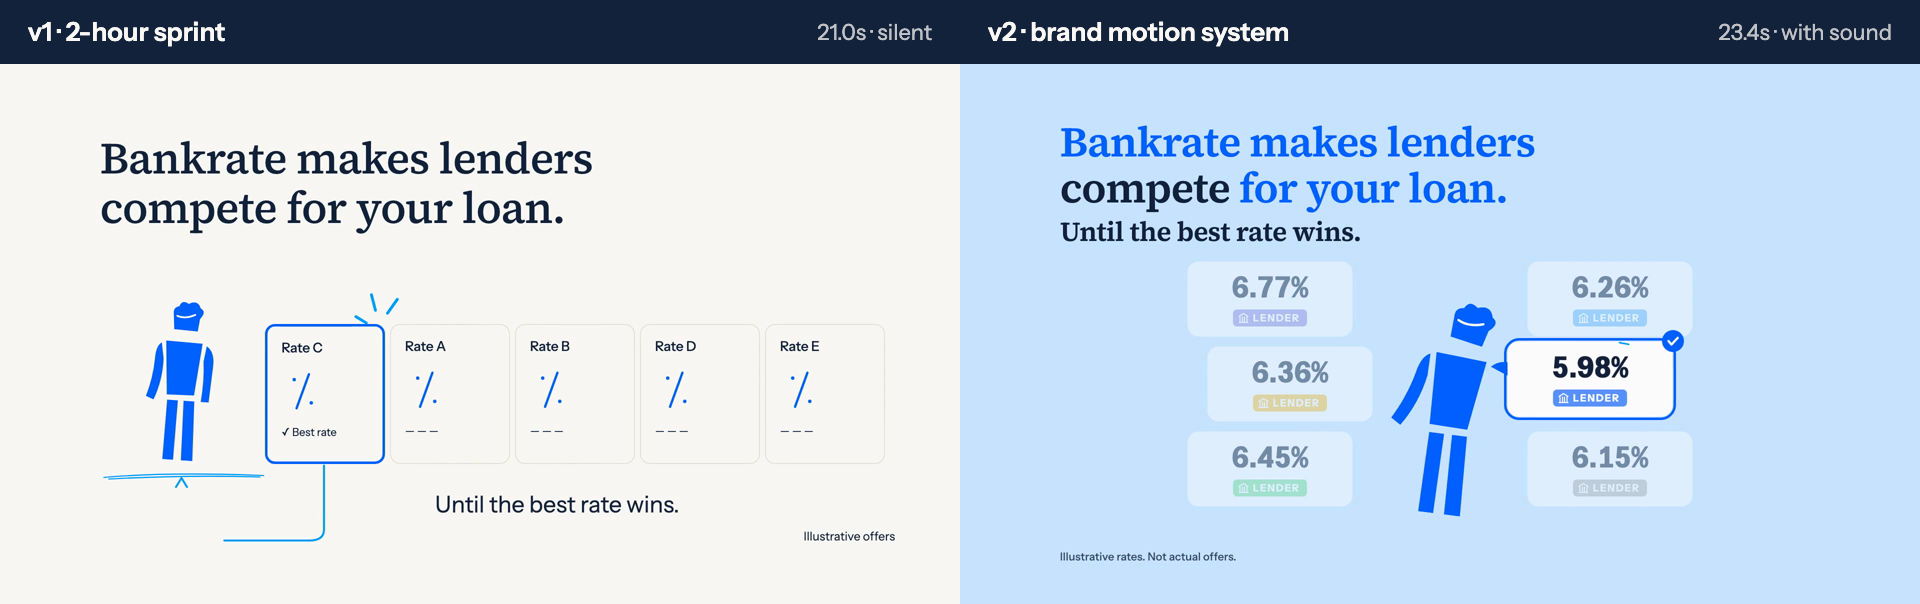 v1 · 2-hour sprint
21.0s · silent
Bankrate makes lenders
compete for your loan.
Rate C
%
✓ Best rate
Rate A
%
– – –
Rate B
%
– – –
Rate D
%
– – –
Rate E
%
– – –
Until the best rate wins.
Illustrative offers
v2 · brand motion system
23.4s · with sound
Bankrate makes lenders
compete for your loan.
Until the best rate wins.
6.77%
LENDER
6.26%
LENDER
6.36%
LENDER
5.98%
LENDER
6.45%
LENDER
6.15%
LENDER
Illustrative rates. Not actual offers.